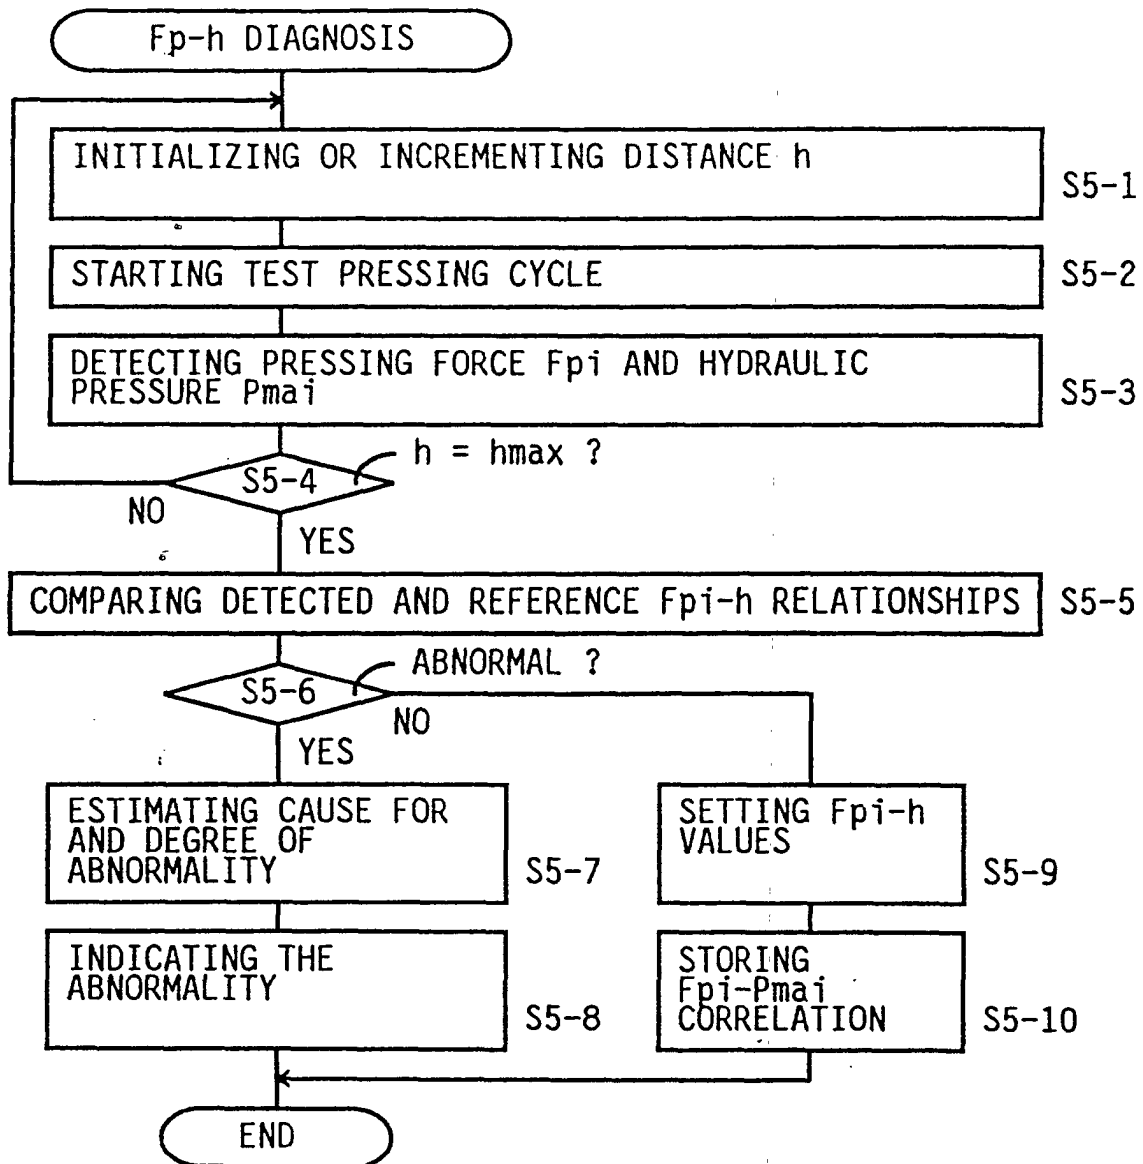 Fp-h DIAGNOSIS
INITIALIZING OR INCREMENTING DISTANCE h
S5-1
STARTING TEST PRESSING CYCLE
S5-2
DETECTING PRESSING FORCE Fpi AND HYDRAULIC
PRESSURE Pmai
S5-3
h = hmax ?
S5-4
NO
YES
COMPARING DETECTED AND REFERENCE Fpi-h RELATIONSHIPS
S5-5
ABNORMAL ?
S5-6
NO
YES
ESTIMATING CAUSE FOR
AND DEGREE OF
ABNORMALITY
S5-7
SETTING Fpi-h
VALUES
S5-9
INDICATING THE
ABNORMALITY
S5-8
STORING
Fpi-Pmai
CORRELATION
S5-10
END